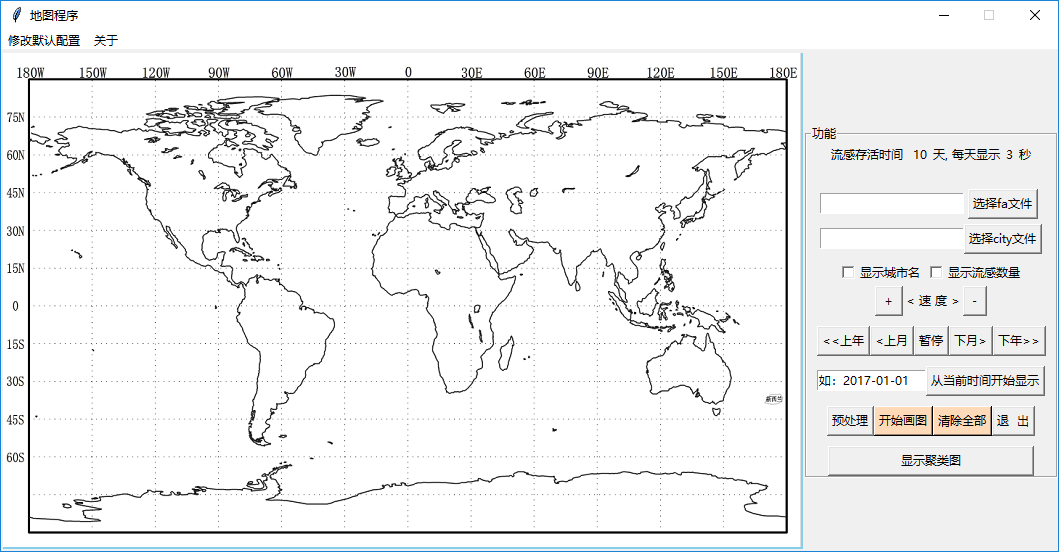 地图程序
修改默认配置 关于
180W 150W 120W 90W 60W 30W 0 30E 60E 90E 120E 150E 180E
75N
60N
45N
30N
15N
0
15S
30S
45S
60S
新西兰
功能
流感存活时间 10 天, 每天显示 3 秒
选择fa文件
选择city文件
显示城市名 显示流感数量
+ < 速 度 > -
<<上年 <上月 暂停 下月> 下年>>
如: 2017-01-01 从当前时间开始显示
预处理 开始画图 清除全部 退 出
显示聚类图